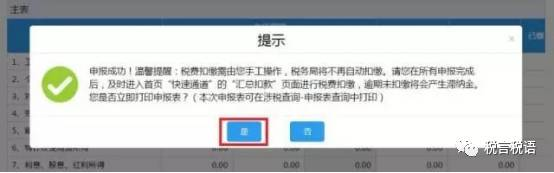 主表
提示
申报成功！温馨提醒：税费扣缴需由您手工操作，税务局将不再自动扣缴。请您在所有申报完成
后，及时进入首页“快速通道”的“汇总扣款”页面进行税费扣缴，逾期未扣缴将会产生滞纳金。
您是否立即打印申报表？（本次申报表可在涉税查询-申报表查询中打印）
是 否
7、利息、股息、红利所得 0.00 0.00 0.00 0.00 0.00
税言税语